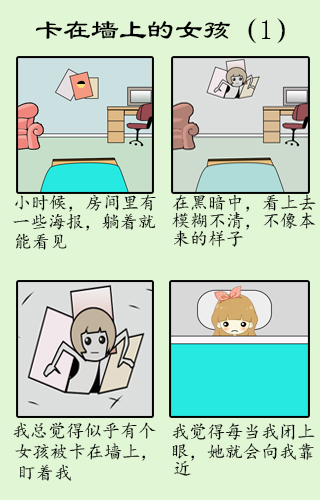 卡在墙上的女孩（1）
小时候，房间里有
一些海报，躺着就
能看见
在黑暗中，看上去
模糊不清，不像本
来的样子
我总觉得似乎有个
女孩被卡在墙上，
盯着我
我觉得每当我闭上
眼，她就会向我靠
近